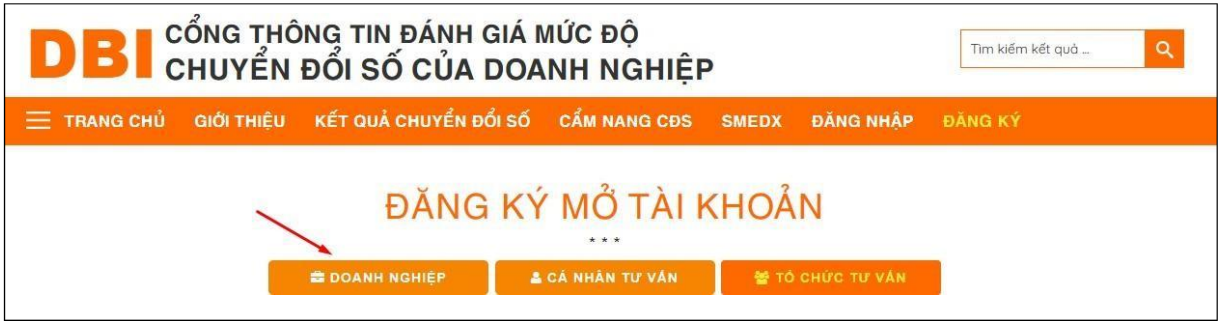 DBI
CỔNG THÔNG TIN ĐÁNH GIÁ MỨC ĐỘ
CHUYỂN ĐỔI SỐ CỦA DOANH NGHIỆP
Tìm kiếm kết quả ...
TRANG CHỦ GIỚI THIỆU KẾT QUẢ CHUYỂN ĐỔI SỐ CẨM NANG CĐS SMEDX ĐĂNG NHẬP ĐĂNG KÝ
ĐĂNG KÝ MỞ TÀI KHOẢN
***
DOANH NGHIỆP CÁ NHÂN TƯ VẤN TỔ CHỨC TƯ VẤN